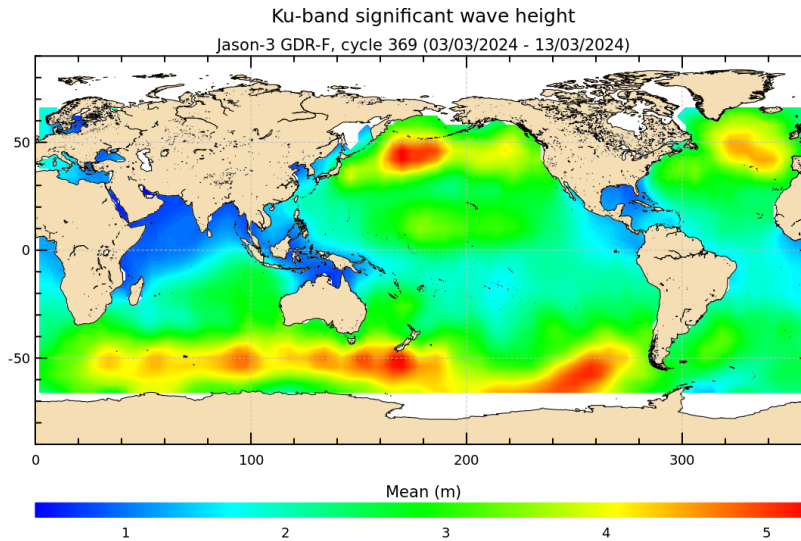 Ku-band significant wave height
Jason-3 GDR-F, cycle 369 (03/03/2024 - 13/03/2024)
50
0
-50
0 100 200 300
Mean (m)
1 2 3 4 5